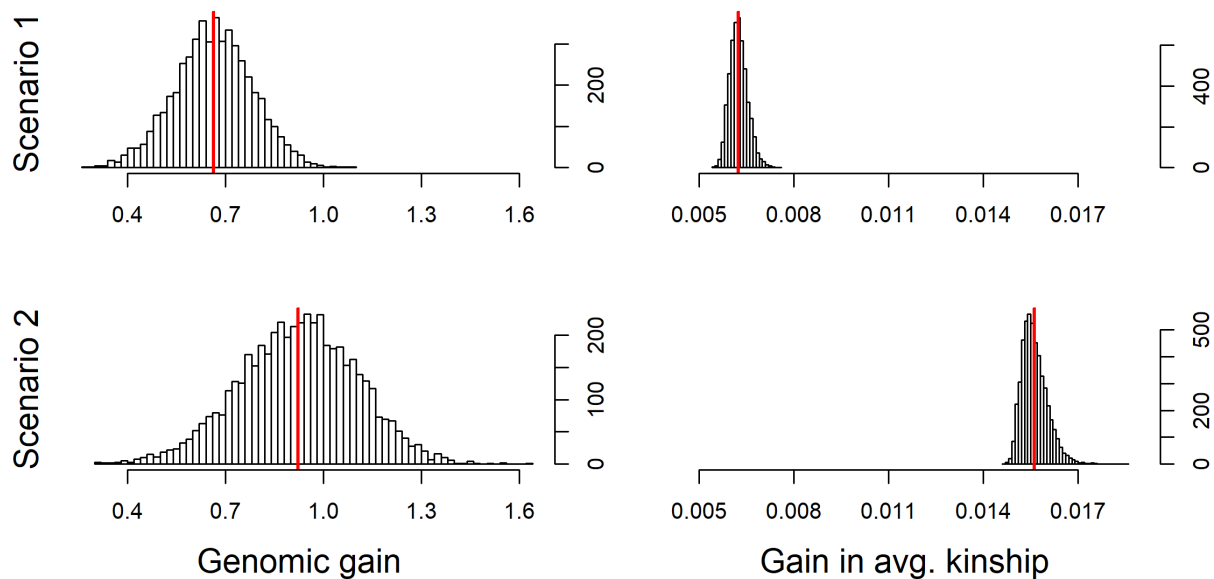 Scenario 1
0 200
0.4 0.7 1.0 1.3 1.6
0 400
0.005 0.008 0.011 0.014 0.017
Scenario 2
0 100 200
0.4 0.7 1.0 1.3 1.6
Genomic gain
0 200 500
0.005 0.008 0.011 0.014 0.017
Gain in avg. kinship